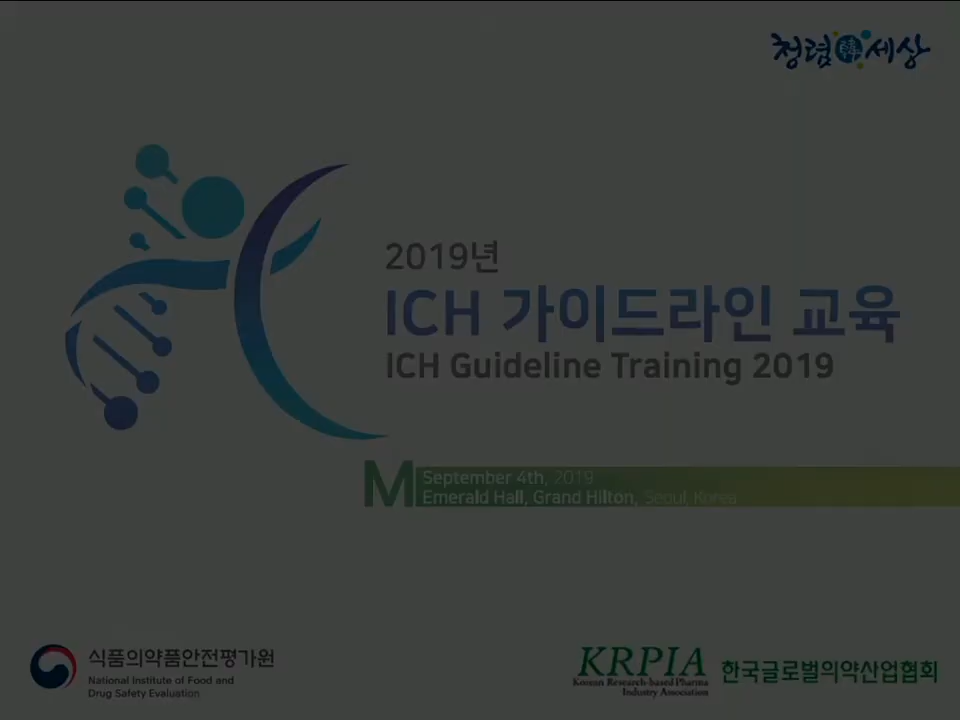 청렴韓세상
2019년
ICH 가이드라인 교육
ICH Guideline Training 2019
M
September 4th, 2019
Emerald Hall, Grand Hilton, Seoul, Korea
식품의약품안전평가원
National Institute of Food and
Drug Safety Evaluation
KRPIA
Korean Research-based Pharma
Industry Association
한국글로벌의약산업협회